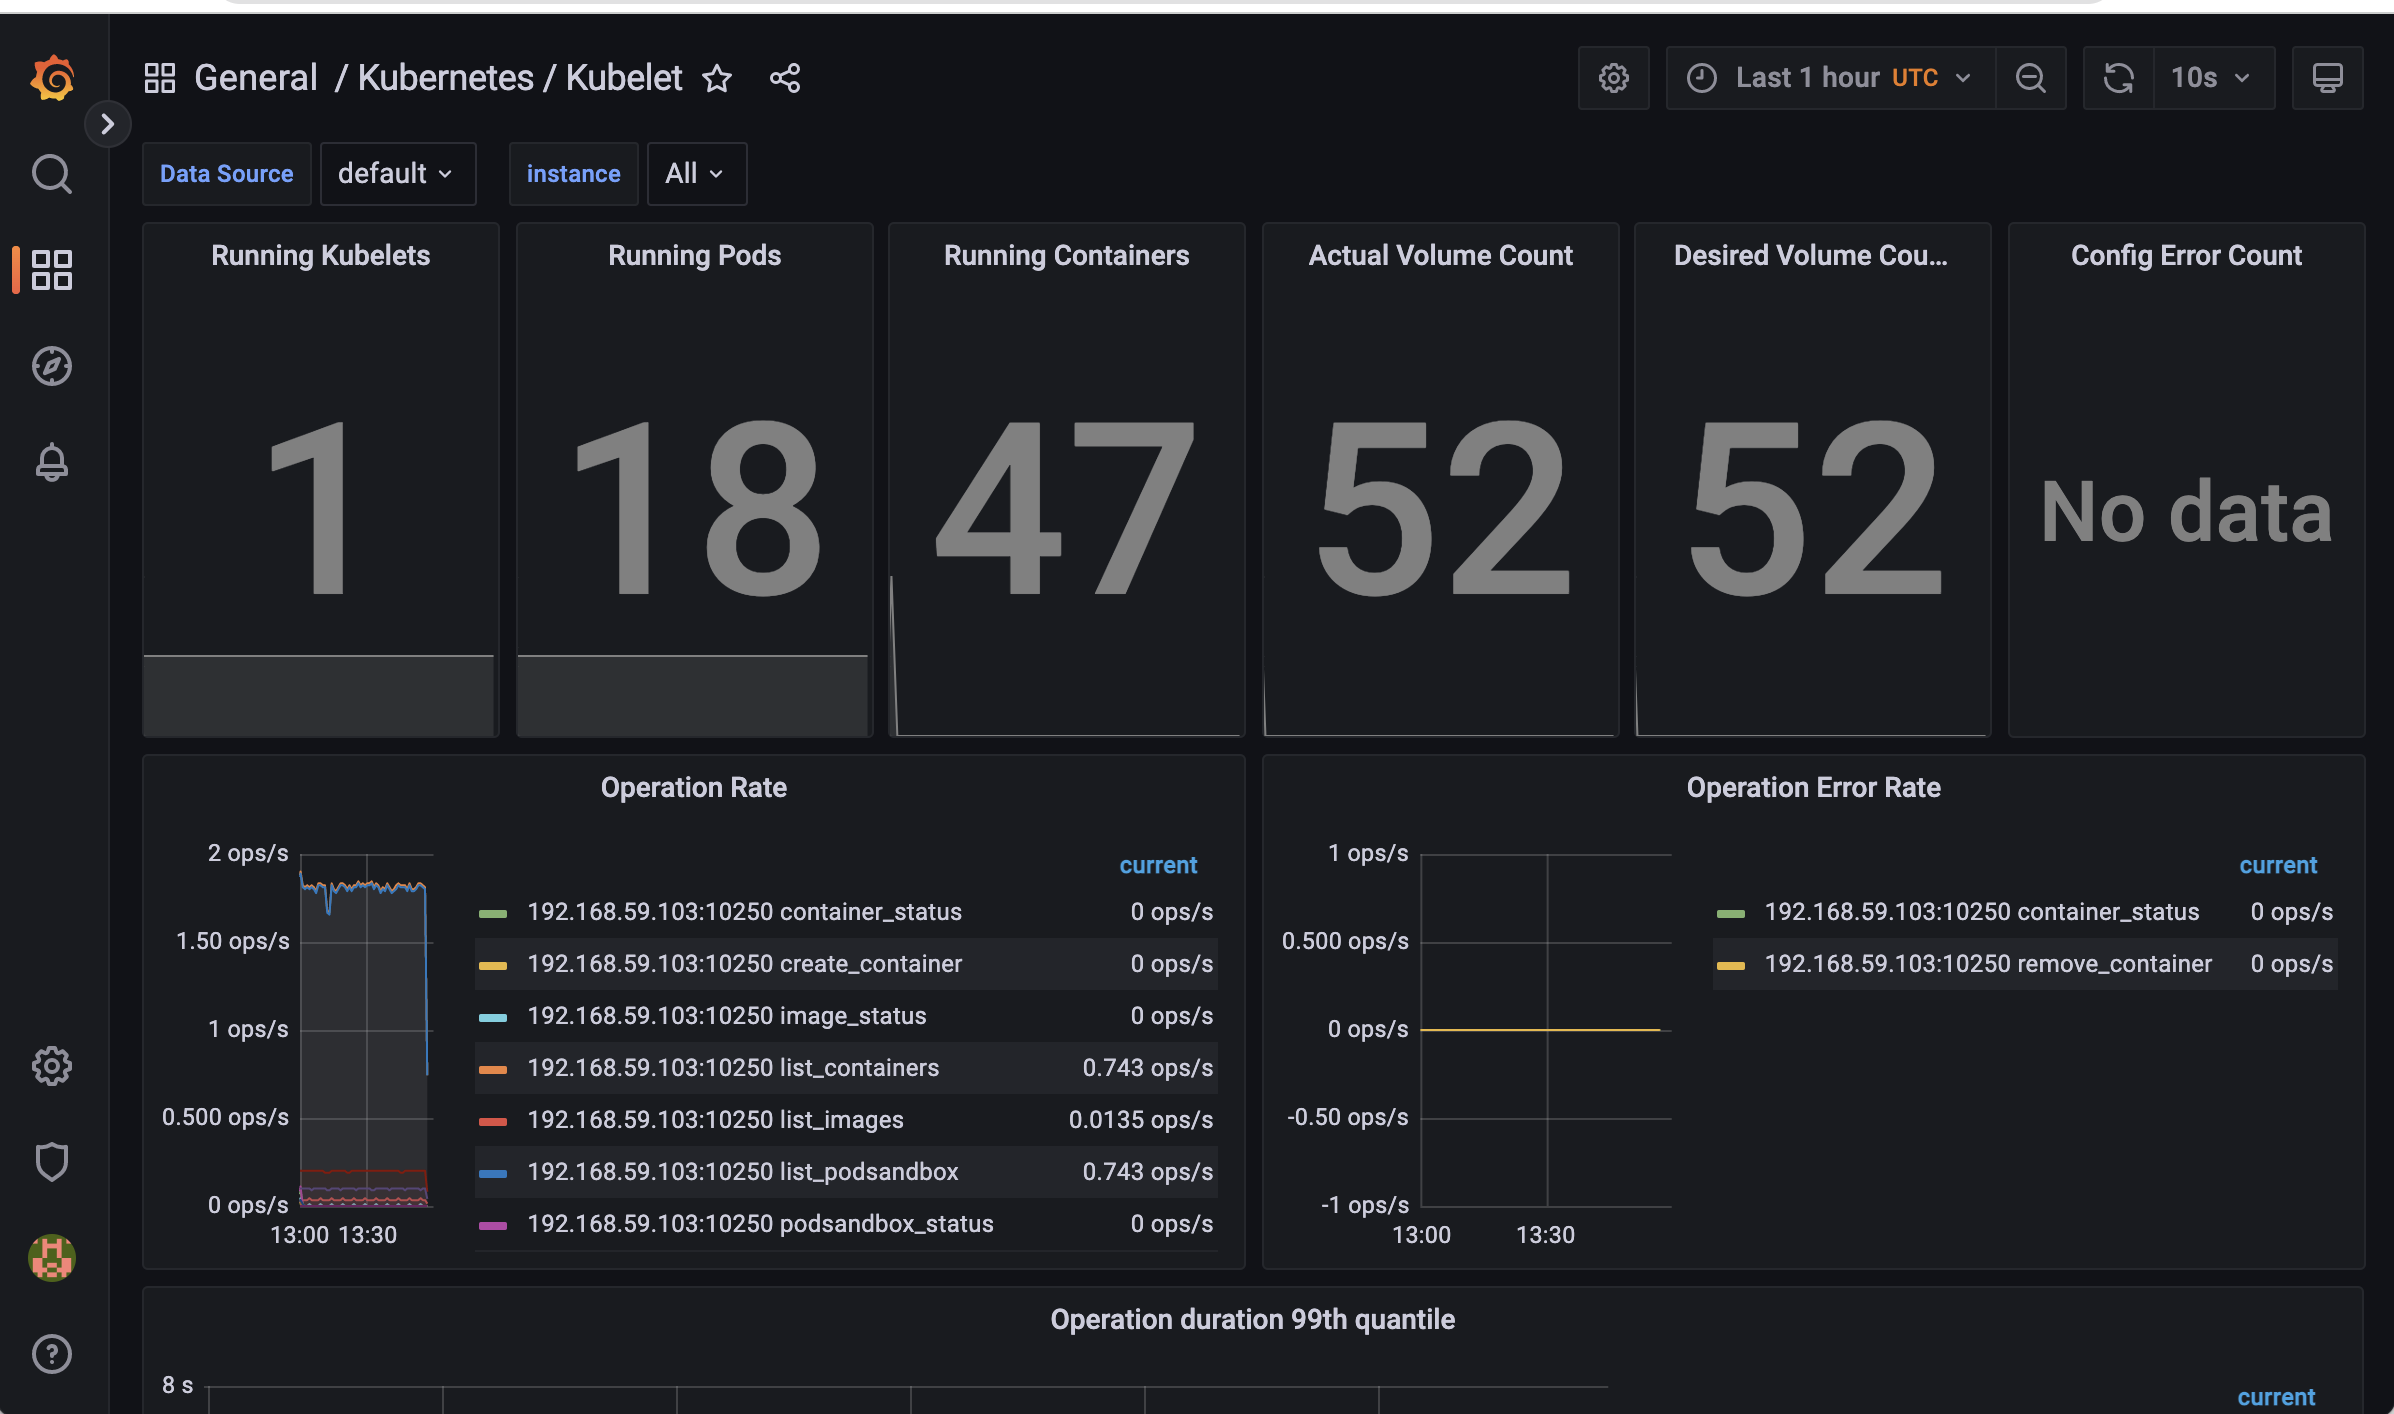 General / Kubernetes / Kubelet
Last 1 hour UTC
10s
Data Source default instance All
Running Kubelets
1
Running Pods
18
Running Containers
47
Actual Volume Count
52
Desired Volume Cou...
52
Config Error Count
No data
Operation Rate
2 ops/s
1.50 ops/s
1 ops/s
0.500 ops/s
0 ops/s
13:00 13:30
current
192.168.59.103:10250 container_status 0 ops/s
192.168.59.103:10250 create_container 0 ops/s
192.168.59.103:10250 image_status 0 ops/s
192.168.59.103:10250 list_containers 0.743 ops/s
192.168.59.103:10250 list_images 0.0135 ops/s
192.168.59.103:10250 list_podsandbox 0.743 ops/s
192.168.59.103:10250 podsandbox_status 0 ops/s
Operation Error Rate
1 ops/s
0.500 ops/s
0 ops/s
-0.50 ops/s
-1 ops/s
13:00 13:30
current
192.168.59.103:10250 container_status 0 ops/s
192.168.59.103:10250 remove_container 0 ops/s
Operation duration 99th quantile
8 s
current